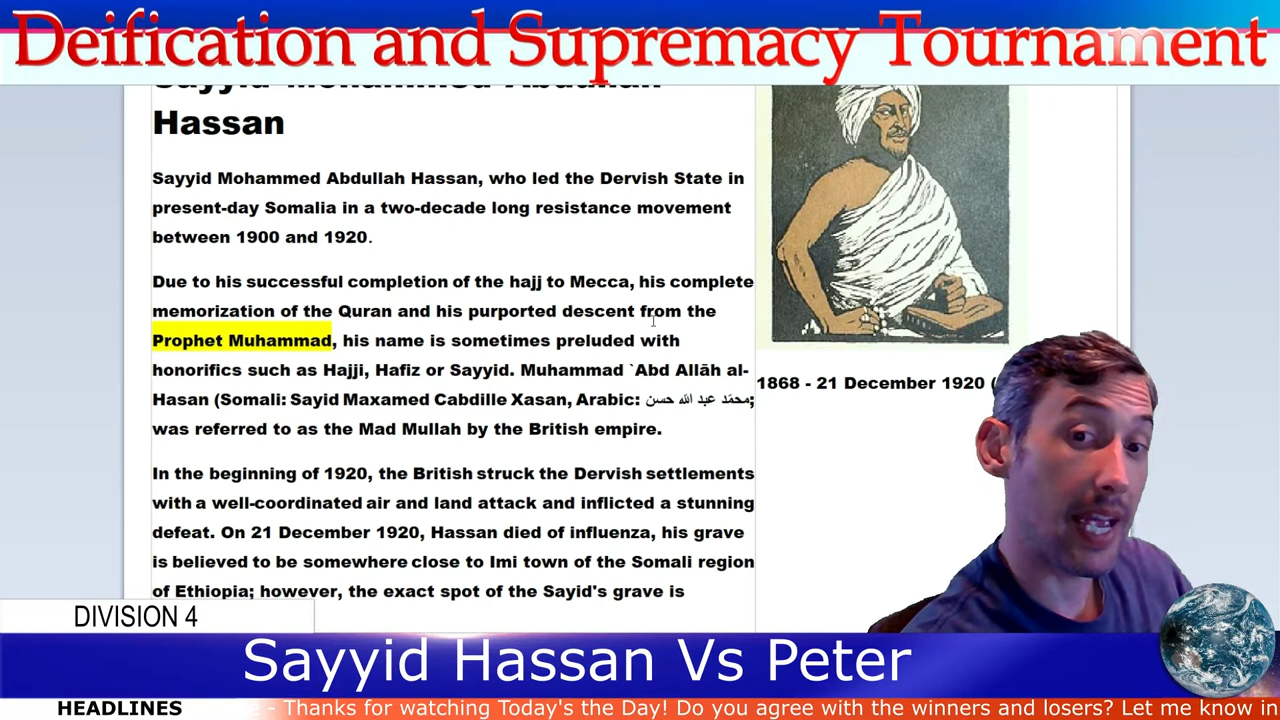 Deification and Supremacy Tournament
Sayyid Mohammed Abdullah
Hassan
Sayyid Mohammed Abdullah Hassan, who led the Dervish State in
present-day Somalia in a two-decade long resistance movement
between 1900 and 1920.
Due to his successful completion of the hajj to Mecca, his complete
memorization of the Quran and his purported descent from the
Prophet Muhammad, his name is sometimes preluded with
honorifics such as Hajji, Hafiz or Sayyid. Muhammad `Abd Allāh al-
Hasan (Somali: Sayid Maxamed Cabdille Xasan, Arabic: محمّد عبد الله حسن;
was referred to as the Mad Mullah by the British empire.
In the beginning of 1920, the British struck the Dervish settlements
with a well-coordinated air and land attack and inflicted a stunning
defeat. On 21 December 1920, Hassan died of influenza, his grave
is believed to be somewhere close to Imi town of the Somali region
of Ethiopia; however, the exact spot of the Sayid's grave is
1868 - 21 December 1920 (
DIVISION 4
Sayyid Hassan Vs Peter
HEADLINES
e - Thanks for watching Today's the Day! Do you agree with the winners and losers? Let me know in